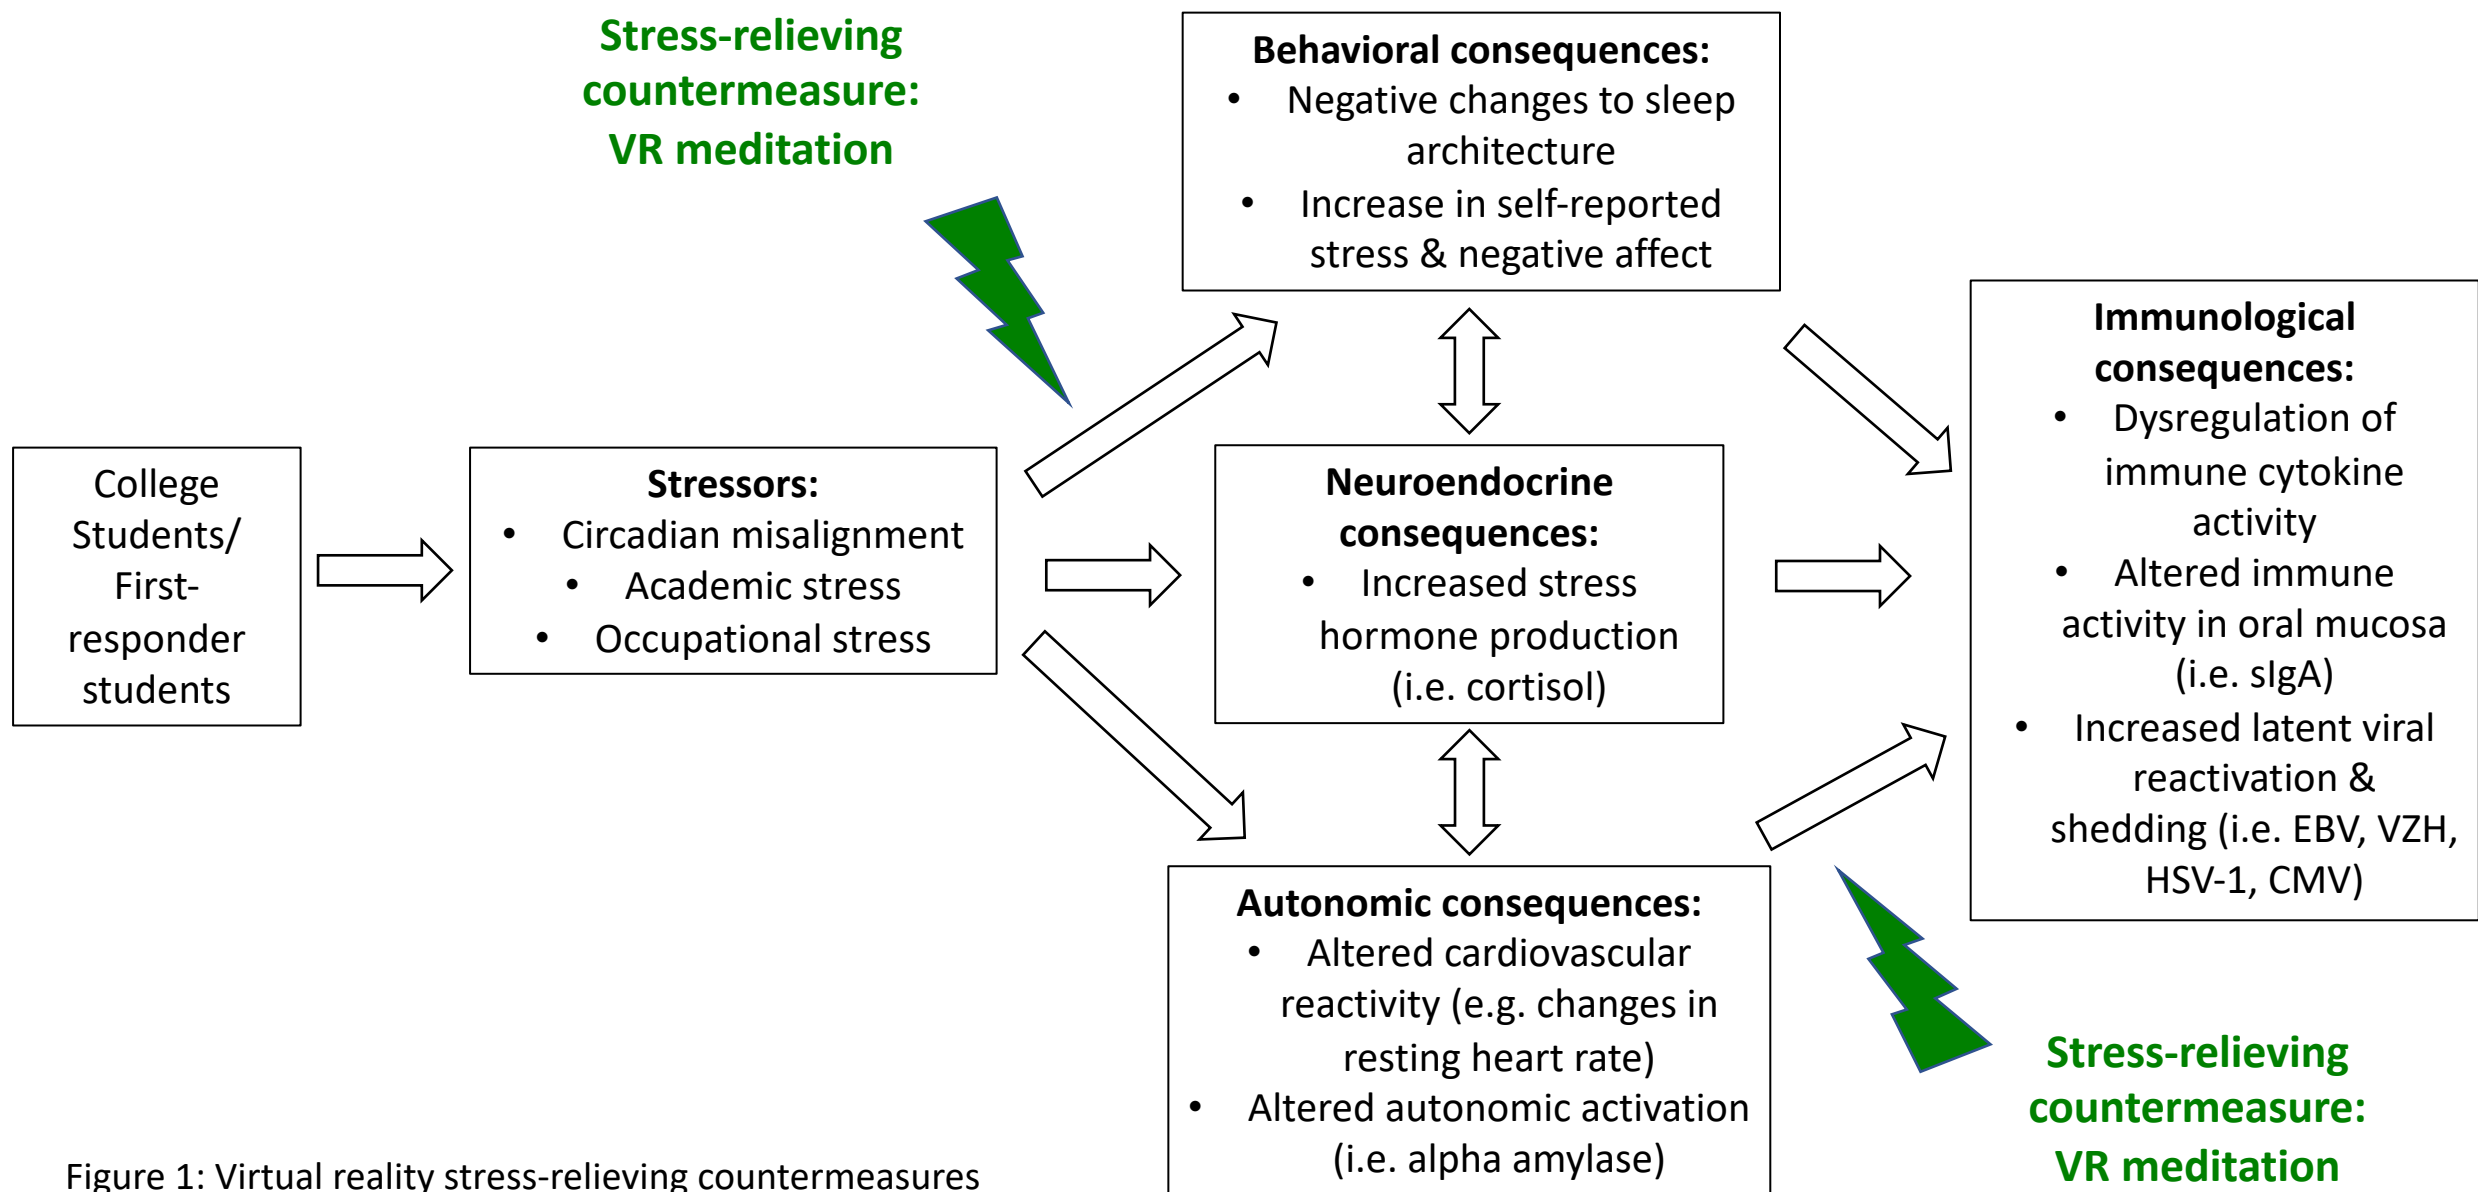 Stress-relieving
countermeasure:
VR meditation
Behavioral consequences:
• Negative changes to sleep
architecture
• Increase in self-reported
stress & negative affect
College
Students/
First-
responder
students
Stressors:
• Circadian misalignment
• Academic stress
• Occupational stress
Neuroendocrine
consequences:
• Increased stress
hormone production
(i.e. cortisol)
Immunological
consequences:
• Dysregulation of
immune cytokine
activity
• Altered immune
activity in oral mucosa
(i.e. sIgA)
• Increased latent viral
reactivation &
shedding (i.e. EBV, VZH,
HSV-1, CMV)
Autonomic consequences:
• Altered cardiovascular
reactivity (e.g. changes in
resting heart rate)
• Altered autonomic activation
(i.e. alpha amylase)
Stress-relieving
countermeasure:
VR meditation
Figure 1: Virtual reality stress-relieving countermeasures